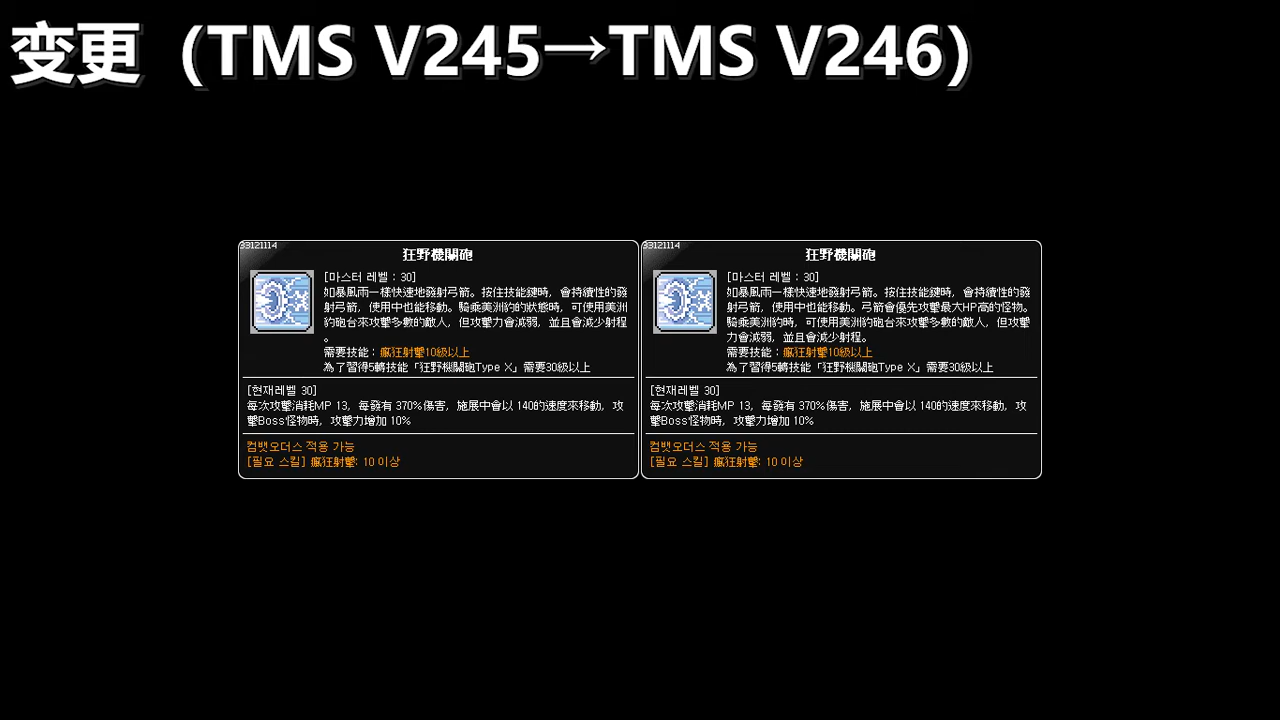 变更（TMS V245→TMS V246）
33121114
狂野機關砲
[마스터 레벨 : 30]
如暴風雨一樣快速地發射弓箭。按住技能鍵時，會持續性的發
射弓箭，使用中也能移動。騎乘美洲豹的狀態時，可使用美洲
豹砲台來攻擊多數的敵人，但攻擊力會減弱，並且會減少射程
。
需要技能：瘋狂射擊10級以上
為了習得5轉技能「狂野機關砲Type X」需要30級以上
[현재레벨 30]
每次攻擊消耗MP 13，每發有 370%傷害，施展中會以 140的速度來移動，攻
擊Boss怪物時，攻擊力增加 10%
컴뱃오더스 적용 가능
[필요 스킬] 瘋狂射擊: 10 이상
33121114
狂野機關砲
[마스터 레벨 : 30]
如暴風雨一樣快速地發射弓箭。按住技能鍵時，會持續性的發
射弓箭，使用中也能移動。弓箭會優先攻擊最大HP高的怪物。
騎乘美洲豹時，可使用美洲豹砲台來攻擊多數的敵人，但攻擊
力會減弱，並且會減少射程。
需要技能：瘋狂射擊10級以上
為了習得5轉技能「狂野機關砲Type X」需要30級以上
[현재레벨 30]
每次攻擊消耗MP 13，每發有 370%傷害，施展中會以 140的速度來移動，攻
擊Boss怪物時，攻擊力增加 10%
컴뱃오더스 적용 가능
[필요 스킬] 瘋狂射擊: 10 이상